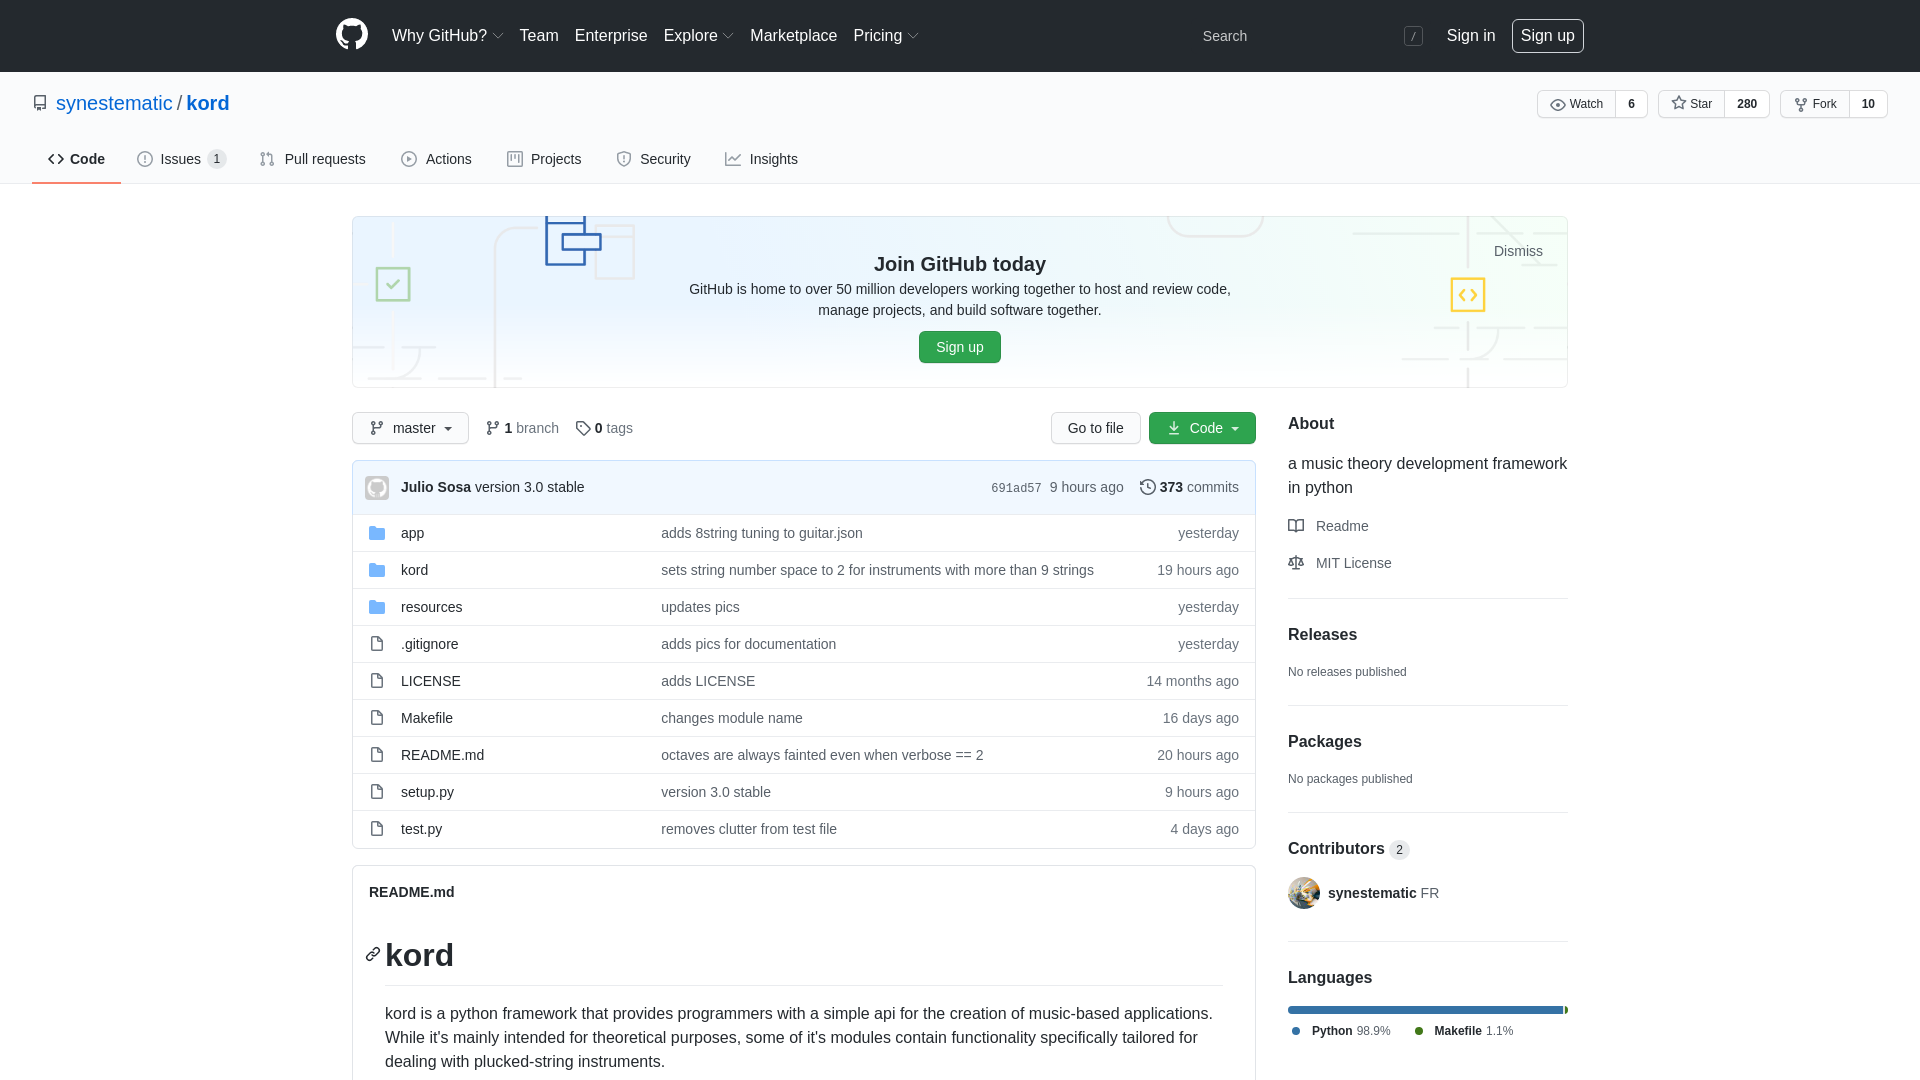 Why GitHub? Team Enterprise Explore Marketplace Pricing Search / Sign in Sign up
synestematic / kord Watch 6 Star 280 Fork 10
Code Issues 1 Pull requests Actions Projects Security Insights
Dismiss
Join GitHub today
GitHub is home to over 50 million developers working together to host and review code,
manage projects, and build software together.
Sign up
master 1 branch 0 tags Go to file Code
Julio Sosa version 3.0 stable 691ad57 9 hours ago 373 commits
app adds 8string tuning to guitar.json yesterday
kord sets string number space to 2 for instruments with more than 9 strings 19 hours ago
resources updates pics yesterday
.gitignore adds pics for documentation yesterday
LICENSE adds LICENSE 14 months ago
Makefile changes module name 16 days ago
README.md octaves are always fainted even when verbose == 2 20 hours ago
setup.py version 3.0 stable 9 hours ago
test.py removes clutter from test file 4 days ago
README.md
kord
kord is a python framework that provides programmers with a simple api for the creation of music-based applications.
While it's mainly intended for theoretical purposes, some of it's modules contain functionality specifically tailored for
dealing with plucked-string instruments.
About
a music theory development framework
in python
Readme
MIT License
Releases
No releases published
Packages
No packages published
Contributors 2
synestematic FR
Languages
Python 98.9% Makefile 1.1%